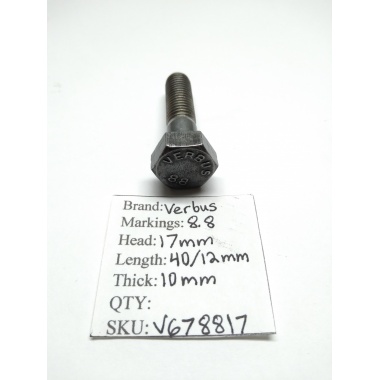 VERBUS
8.8
Brand: Verbus
Markings: 8.8
Head: 17mm
Length: 40/12mm
Thick: 10mm
QTY:
SKU: V678817